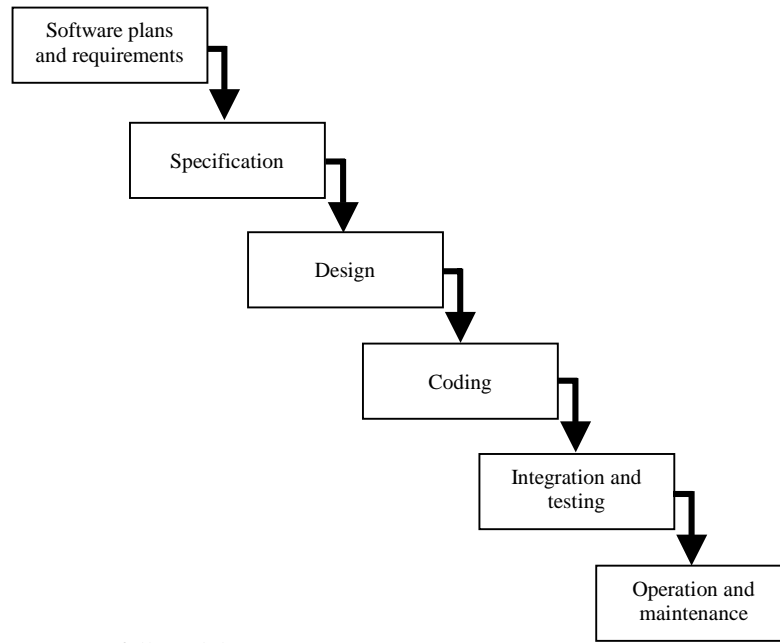 Software plans
and requirements
Specification
Design
Coding
Integration and
testing
Operation and
maintenance